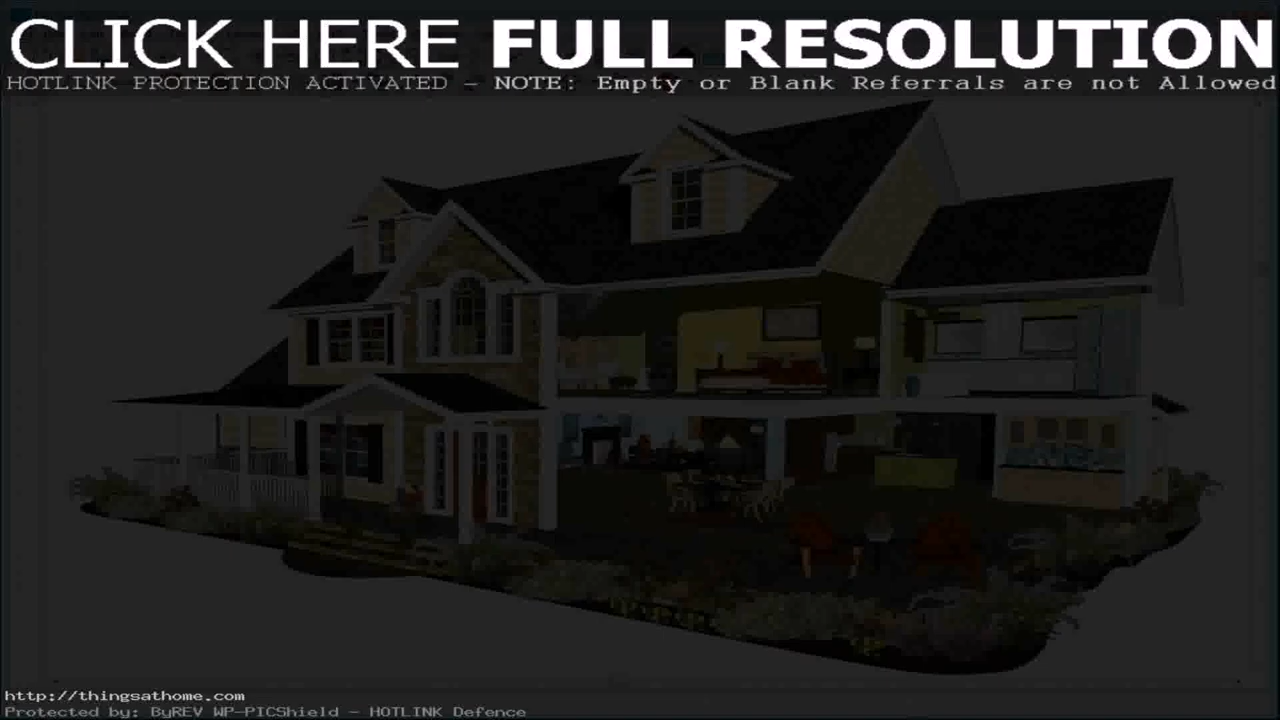 CLICK HERE FULL RESOLUTION
HOTLINK PROTECTION ACTIVATED - NOTE: Empty or Blank Referrals are not Allowed
http://thingsathome.com
Protected by: ByREV WP-PICShield - HOTLINK Defence